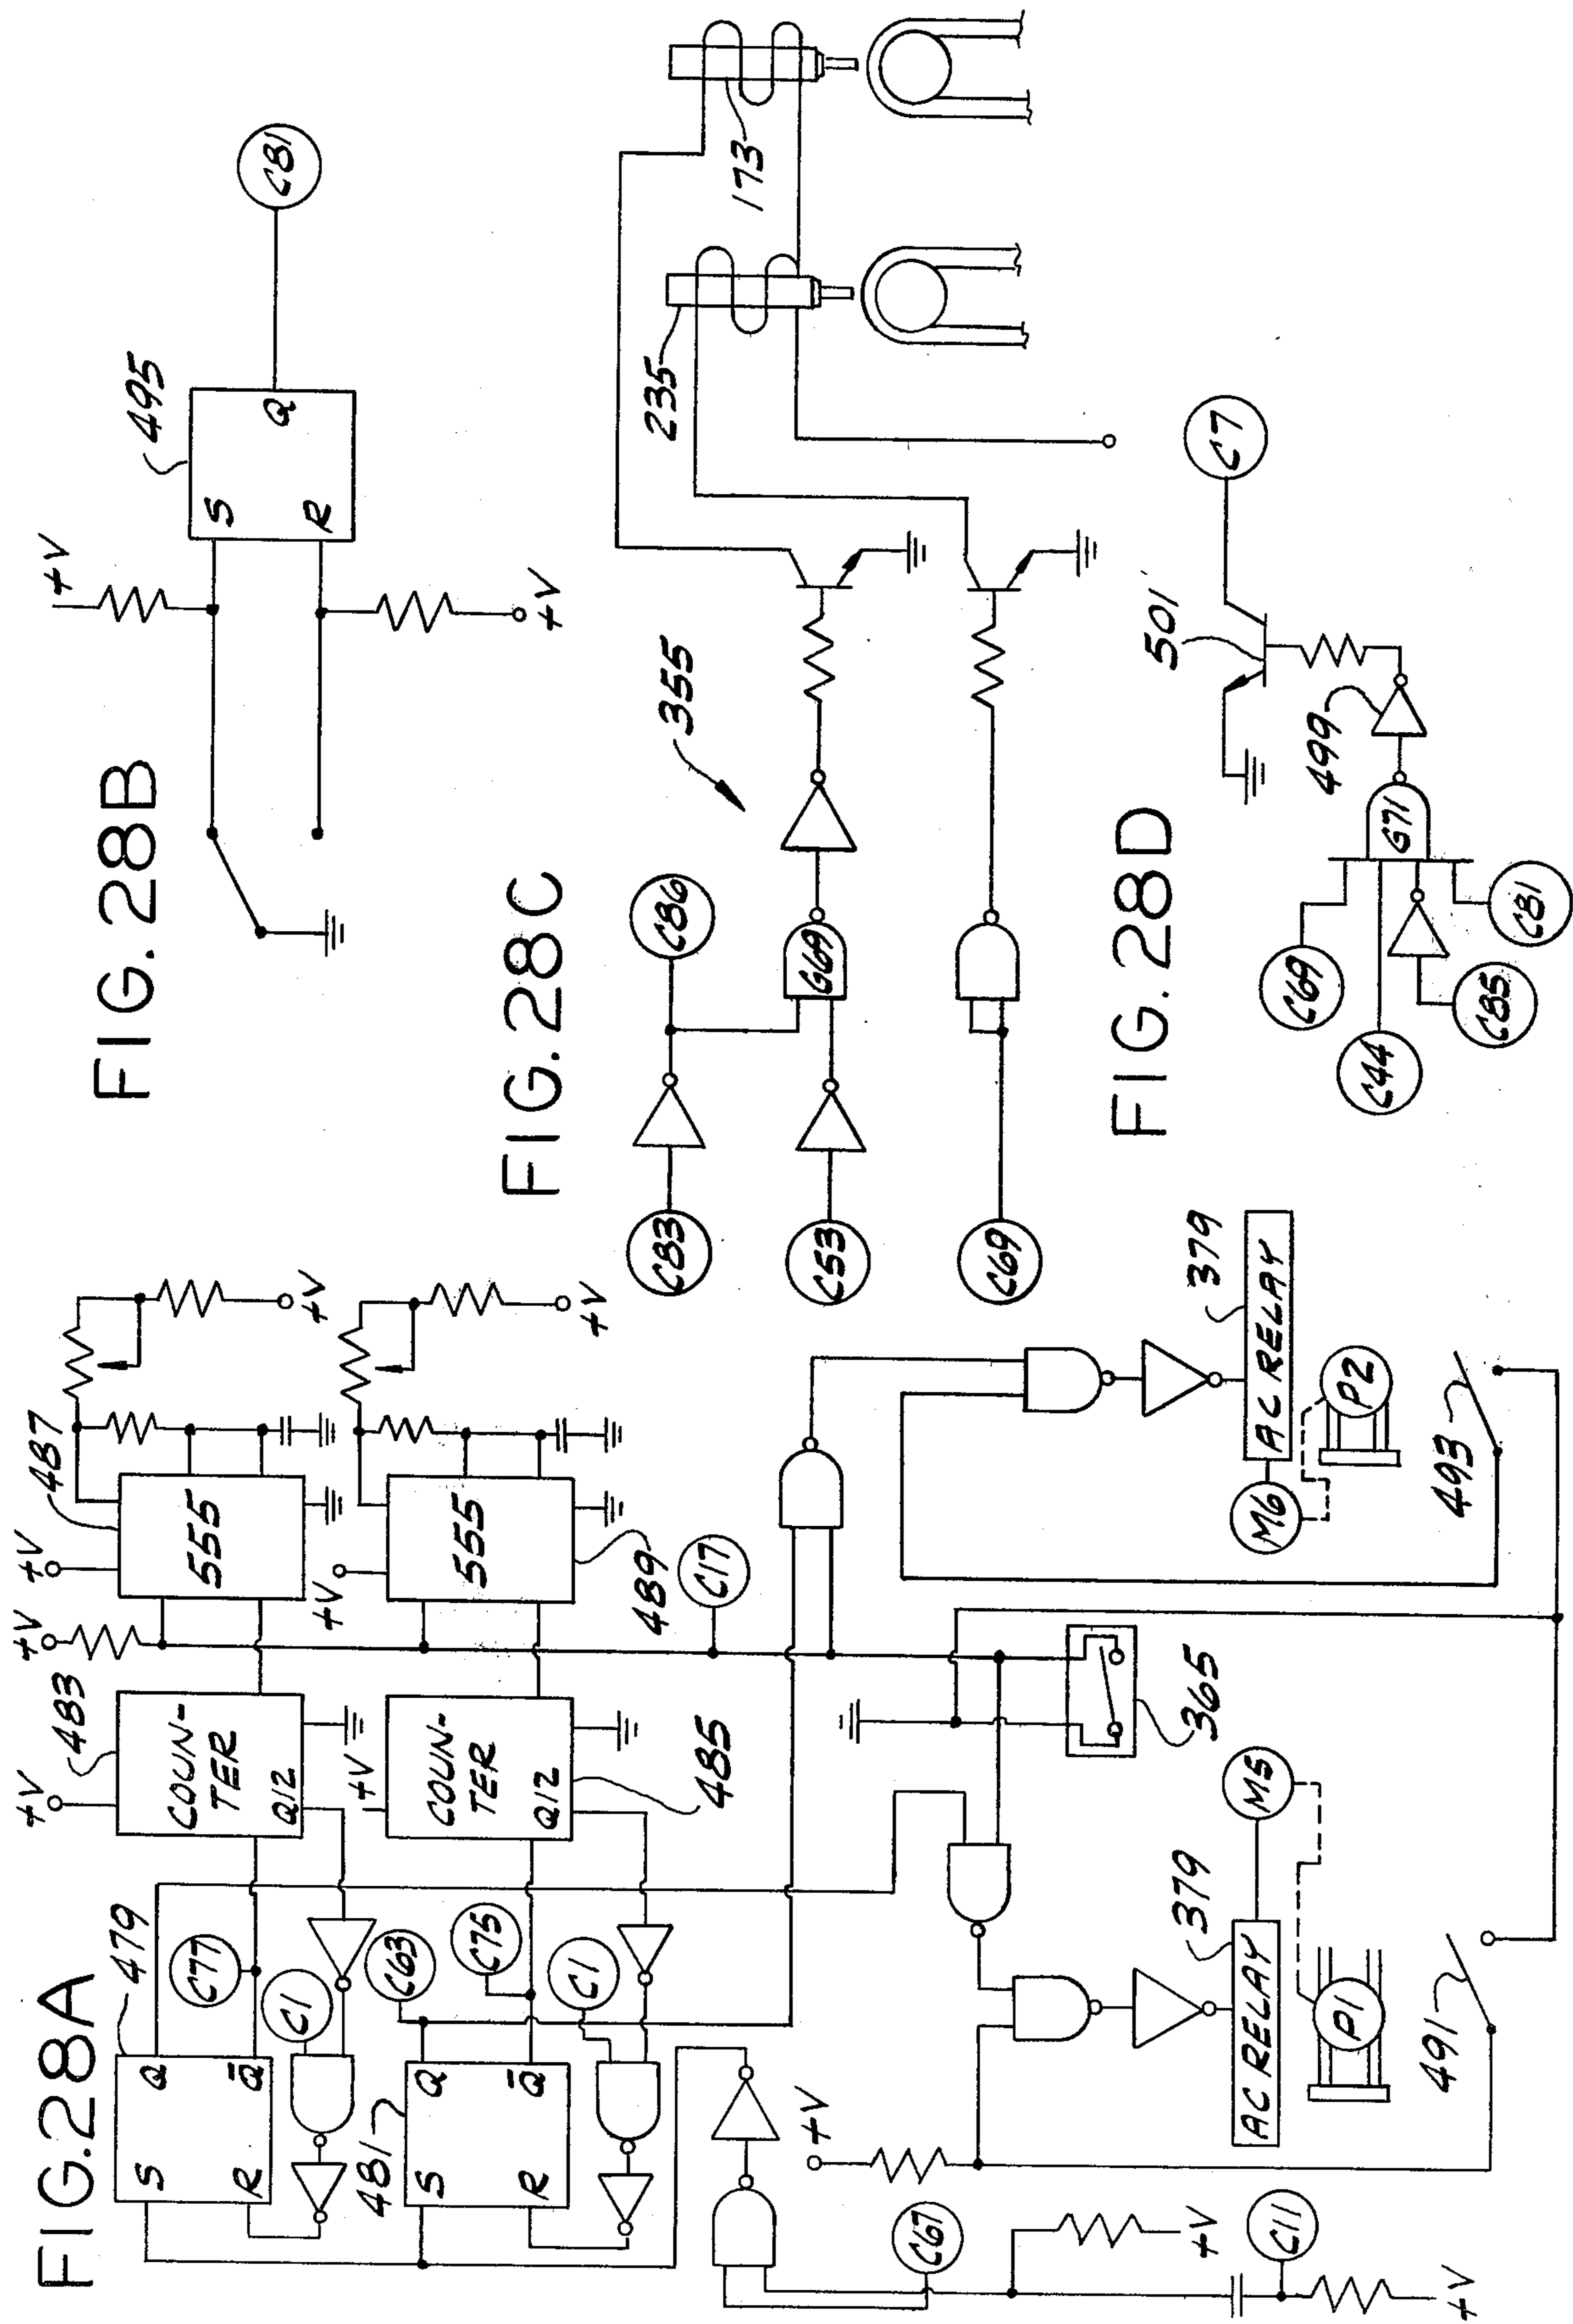 FIG.28A
479
S
Q
R
Q̄
C77
C1
483
+V
COUN-
TER
Q12
+V
+V
487
555
+V
481
S
Q
R
Q̄
C63
C75
C1
+V
COUN-
TER
Q12
485
+V
555
489
+V
C17
C67
+V
C11
+V
+V
379
AC RELAY
M5
P1
491
365
379
AC RELAY
M6
P2
493
FIG.28B
+V
495
S
Q
R
+V
C81
FIG.28C
C83
C86
C53
G69
355
C69
235
173
FIG.28D
C69
C44
C85
C81
G71
499
501
C7